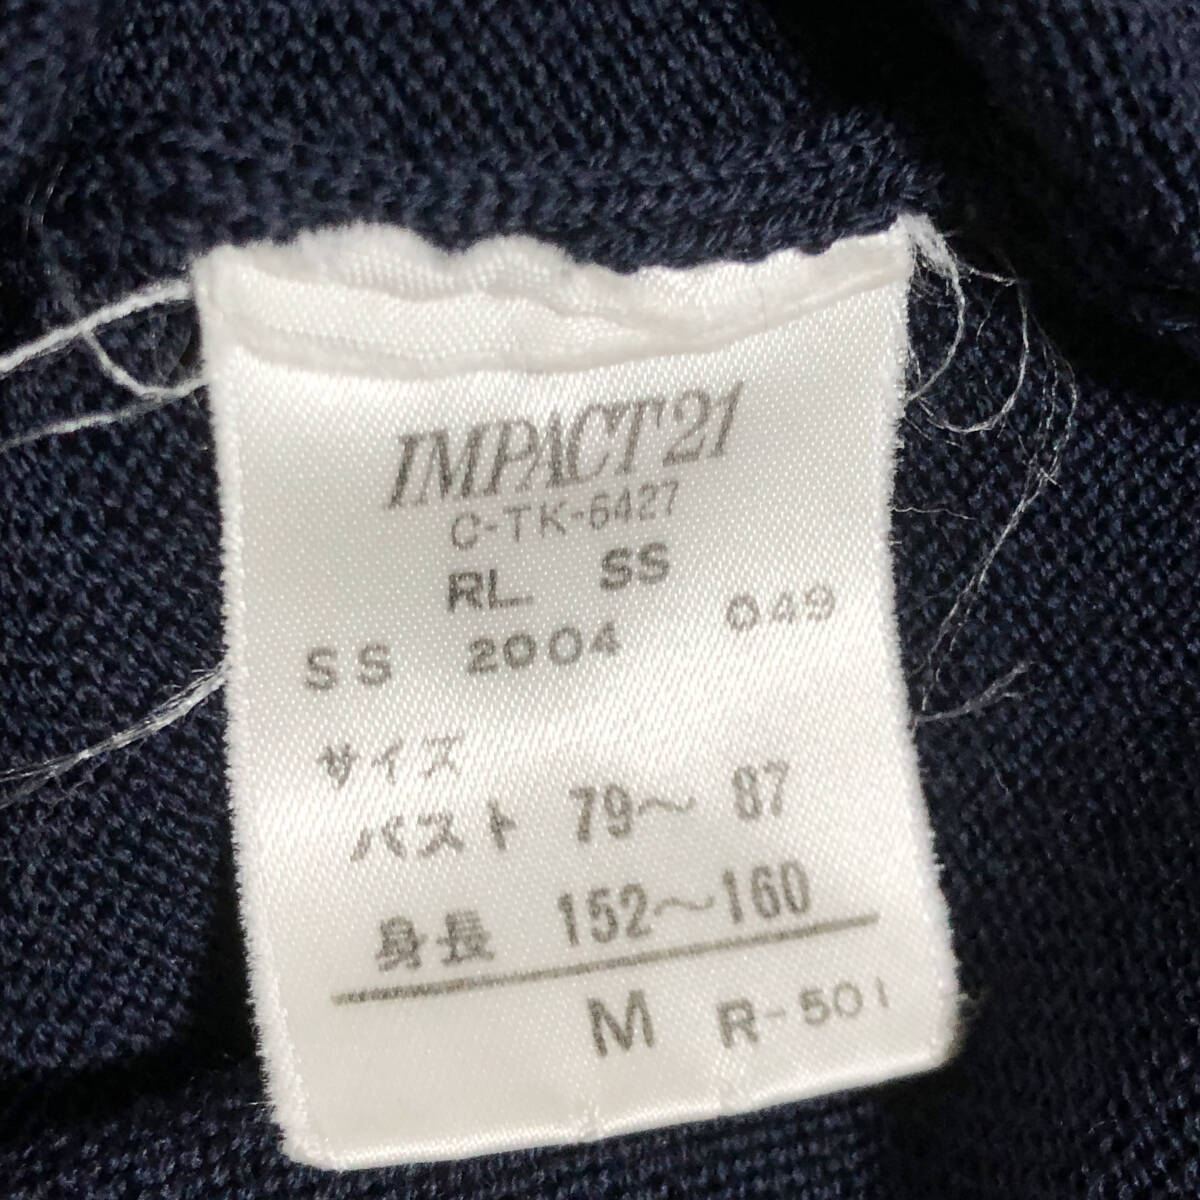 IMPACT21
C-TK-6427
RL SS
SS 2004 049
サイズ
バスト 79～ 87
身長 152～160
M R-501